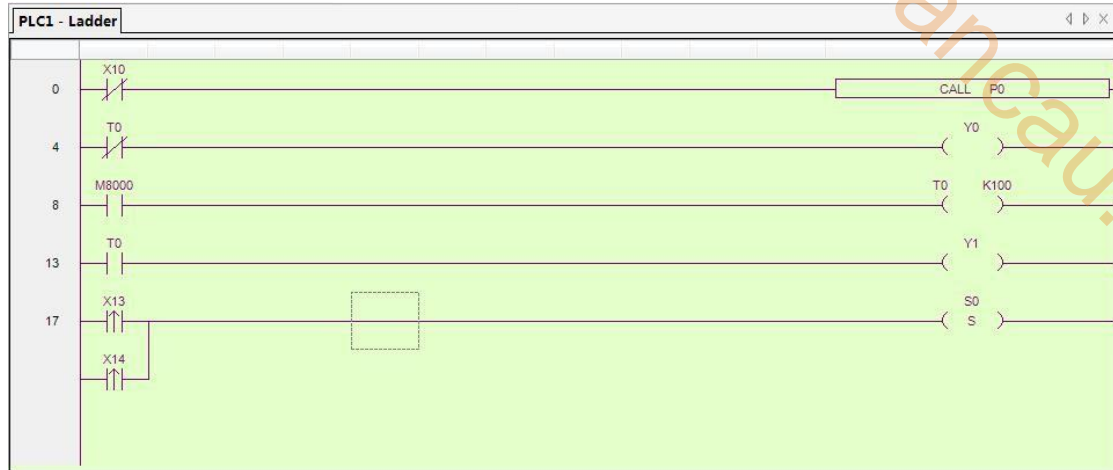 PLC1 - Ladder
X10
0 CALL P0
T0 Y0
4
M8000 T0 K100
8
T0 Y1
13
X13 S0
17 S
X14
ancau.